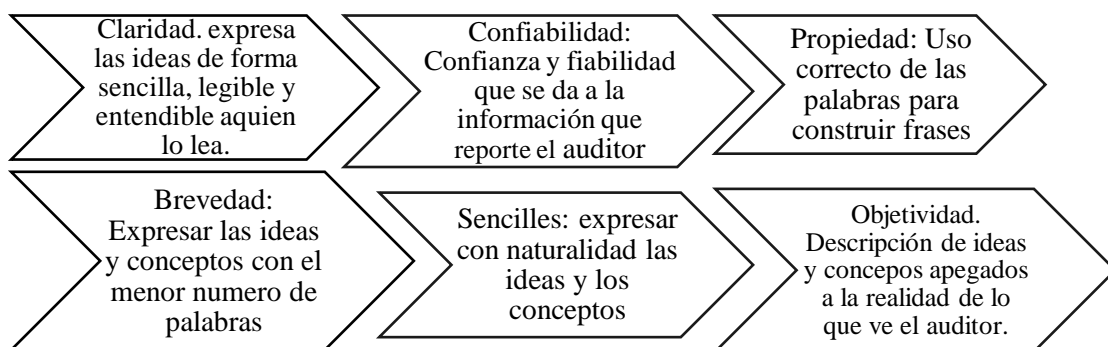 Claridad. expresa
las ideas de forma
sencilla, legible y
entendible aquien
lo lea.
Confiabilidad:
Confianza y fiabilidad
que se da a la
información que
reporte el auditor
Propiedad: Uso
correcto de las
palabras para
construir frases
Brevedad:
Expresar las ideas
y conceptos con el
menor numero de
palabras
Sencilles: expresar
con naturalidad las
ideas y los
conceptos
Objetividad.
Descripción de ideas
y concepos apegados
a la realidad de lo
que ve el auditor.